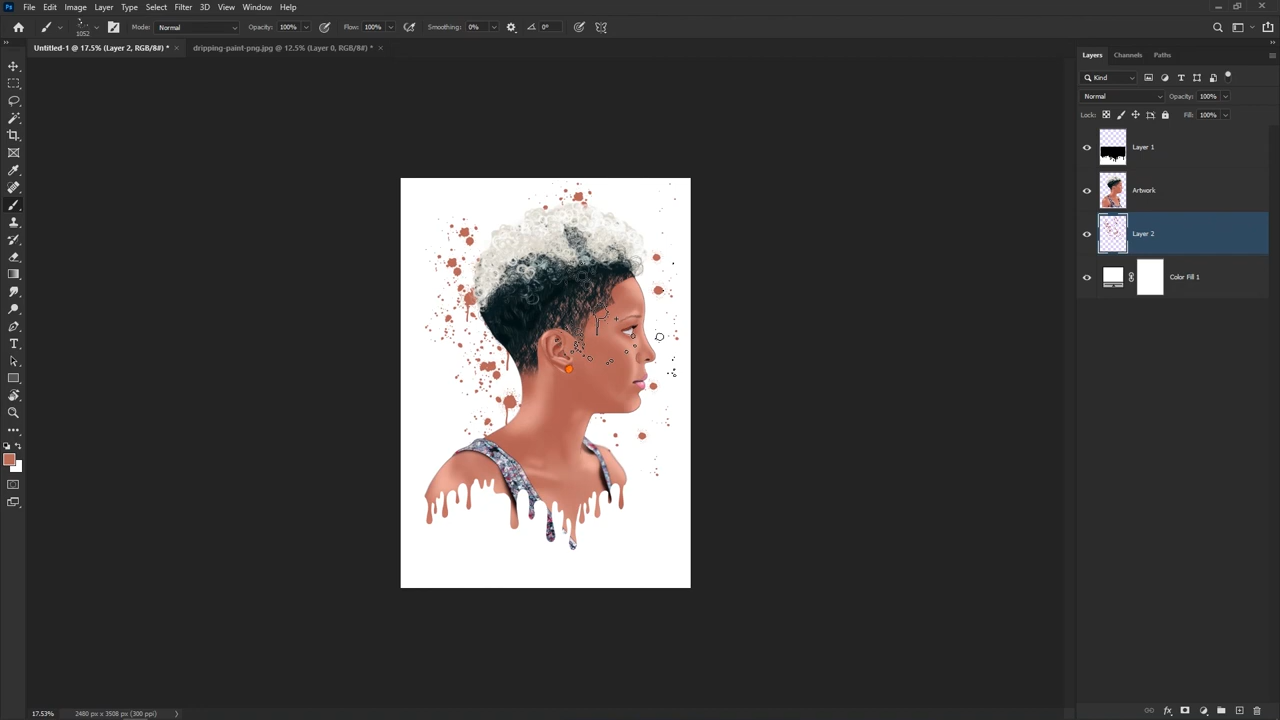 Ps File Edit Image Layer Type Select Filter 3D View Window Help
1052 Mode: Normal Opacity: 100% Flow: 100% Smoothing: 0% 0°
Untitled-1 @ 17.5% (Layer 2, RGB/8#) * × dripping-paint-png.jpg @ 12.5% (Layer 0, RGB/8#) * ×
Layers Channels Paths
Kind
Normal Opacity: 100%
Lock: Fill: 100%
Layer 1
Artwork
Layer 2
Color Fill 1
17.53% 2480 px x 3508 px (300 ppi)